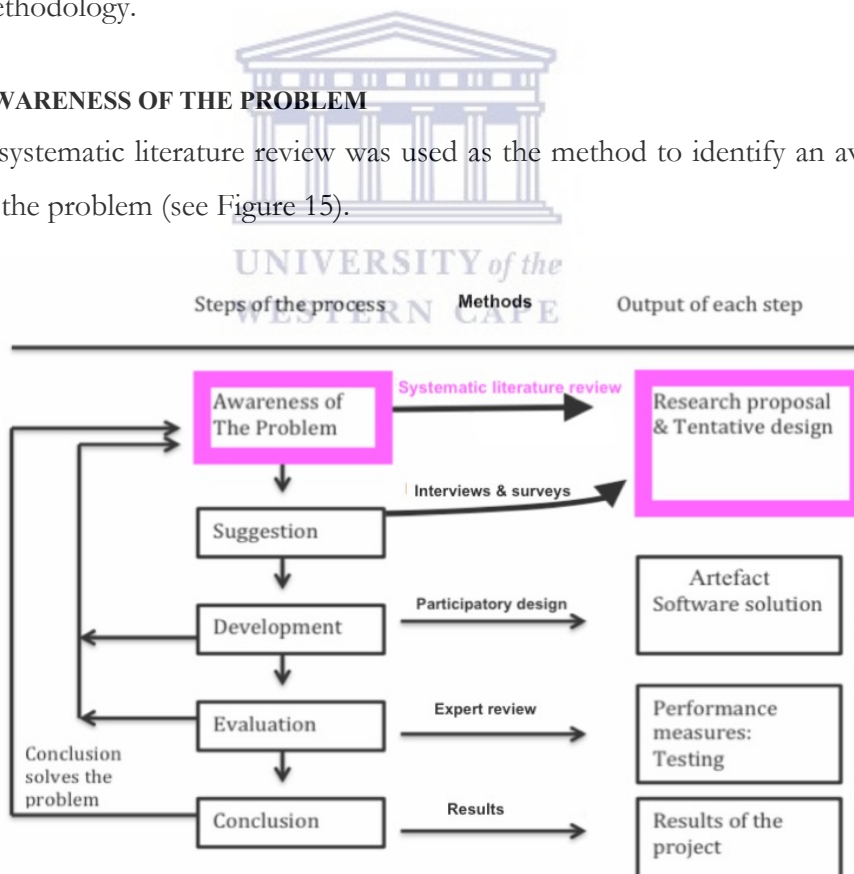 ethodology.
WARENESS OF THE PROBLEM
systematic literature review was used as the method to identify an av
the problem (see Figure 15).
UNIVERSITY of the
WESTERN CAPE
Steps of the process
Methods
Output of each step
Awareness of
The Problem
Systematic literature review
Research proposal
& Tentative design
Suggestion
Interviews & surveys
Development
Participatory design
Artefact
Software solution
Evaluation
Expert review
Performance
measures:
Testing
Conclusion
solves the
problem
Conclusion
Results
Results of the
project